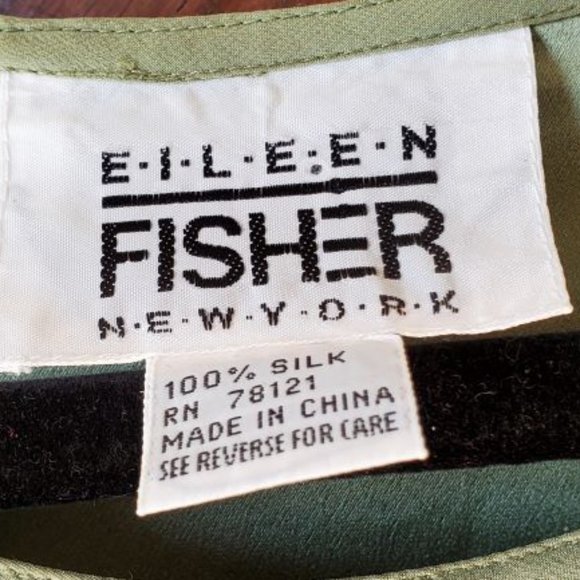 E·I·L·E·E·N
FISHER
N·E·W·Y·O·R·K
100% SILK
RN 78121
MADE IN CHINA
SEE REVERSE FOR CARE